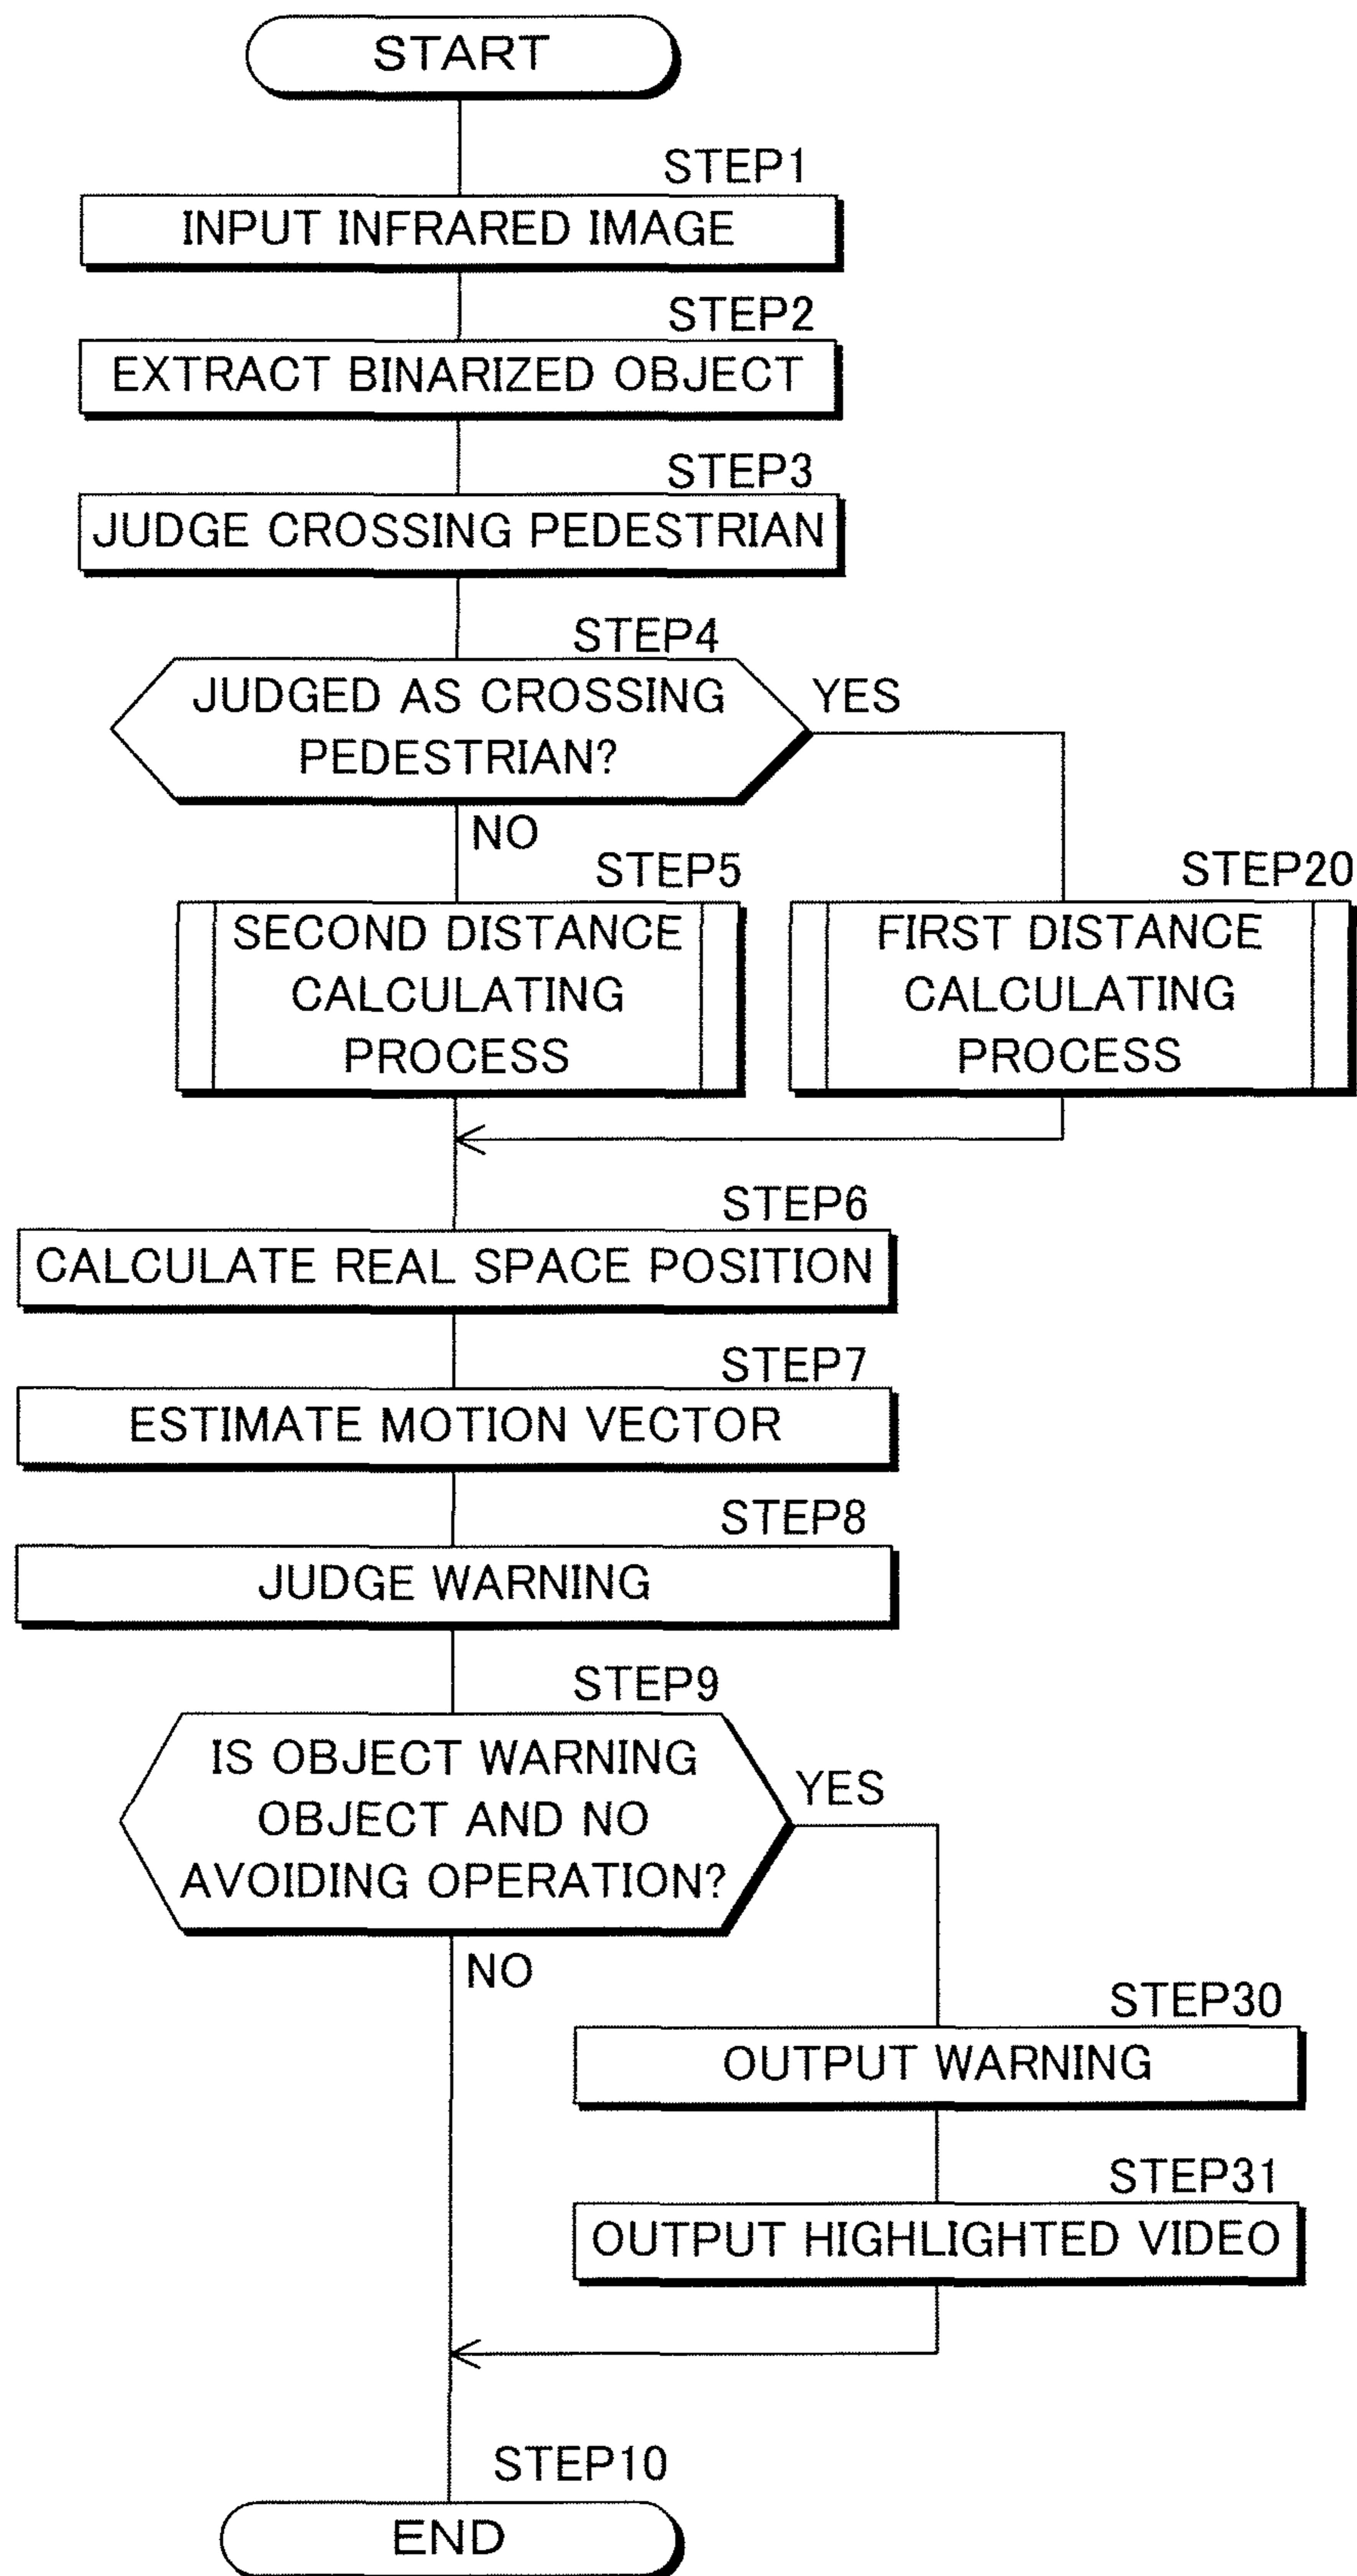 START
STEP1
INPUT INFRARED IMAGE
STEP2
EXTRACT BINARIZED OBJECT
STEP3
JUDGE CROSSING PEDESTRIAN
STEP4
JUDGED AS CROSSING
PEDESTRIAN?
YES
NO
STEP5
SECOND DISTANCE
CALCULATING
PROCESS
STEP20
FIRST DISTANCE
CALCULATING
PROCESS
STEP6
CALCULATE REAL SPACE POSITION
STEP7
ESTIMATE MOTION VECTOR
STEP8
JUDGE WARNING
STEP9
IS OBJECT WARNING
OBJECT AND NO
AVOIDING OPERATION?
YES
NO
STEP30
OUTPUT WARNING
STEP31
OUTPUT HIGHLIGHTED VIDEO
STEP10
END